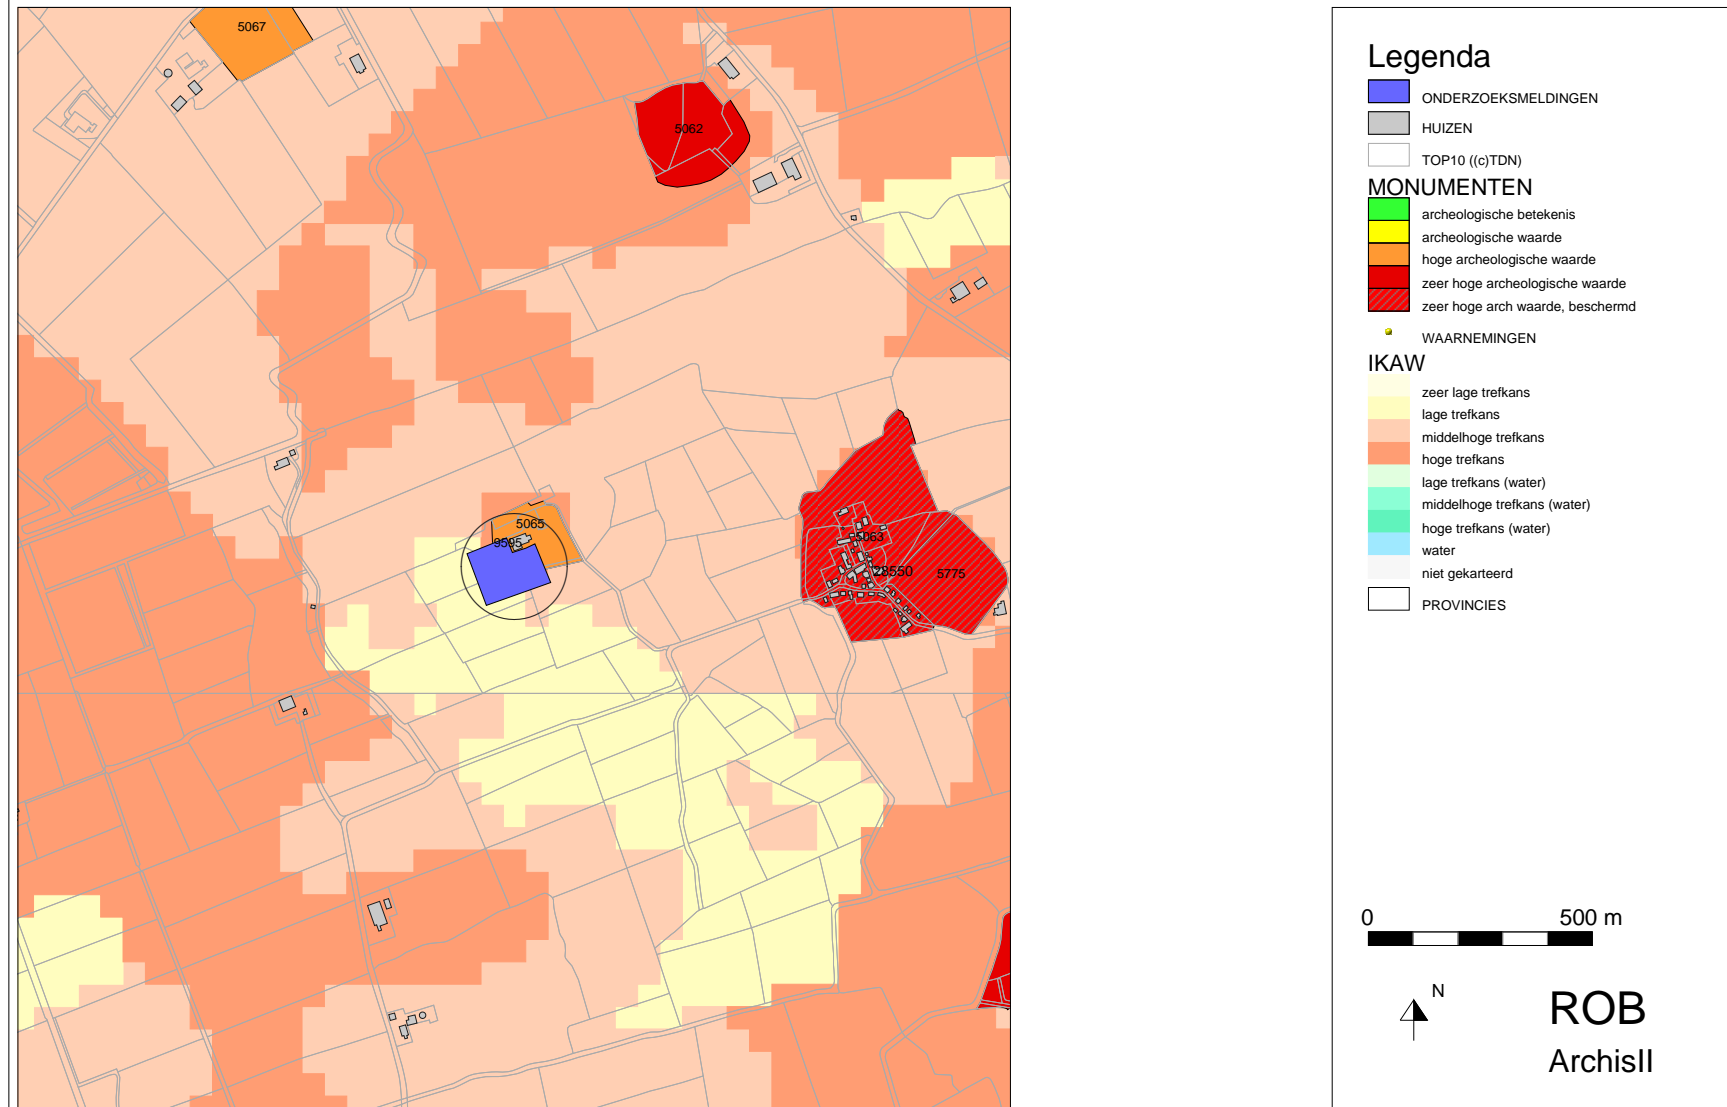 5067
5062
5065
9595
5063
28550
5775
Legenda
ONDERZOEKSMELDINGEN
HUIZEN
TOP10 ((c)TDN)
MONUMENTEN
archeologische betekenis
archeologische waarde
hoge archeologische waarde
zeer hoge archeologische waarde
zeer hoge arch waarde, beschermd
WAARNEMINGEN
IKAW
zeer lage trefkans
lage trefkans
middelhoge trefkans
hoge trefkans
lage trefkans (water)
middelhoge trefkans (water)
hoge trefkans (water)
water
niet gekarteerd
PROVINCIES
0 500 m
N
ROB
ArchisII